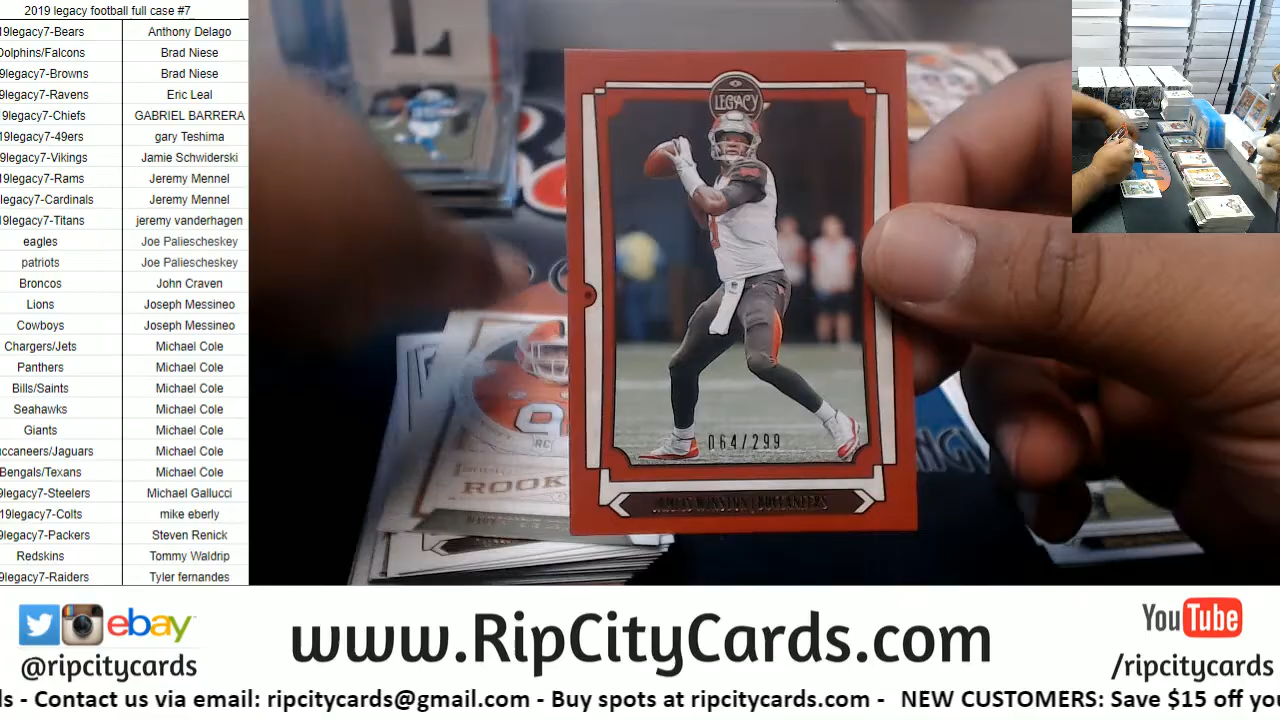 2019 legacy football full case #7
19legacy7-Bears Anthony Delago
Dolphins/Falcons Brad Niese
9legacy7-Browns Brad Niese
9legacy7-Ravens Eric Leal
9legacy7-Chiefs GABRIEL BARRERA
19legacy7-49ers gary Teshima
9legacy7-Vikings Jamie Schwiderski
19legacy7-Rams Jeremy Mennel
legacy7-Cardinals Jeremy Mennel
19legacy7-Titans jeremy vanderhagen
eagles Joe Paliescheskey
patriots Joe Paliescheskey
Broncos John Craven
Lions Joseph Messineo
Cowboys Joseph Messineo
Chargers/Jets Michael Cole
Panthers Michael Cole
Bills/Saints Michael Cole
Seahawks Michael Cole
Giants Michael Cole
ccaneers/Jaguars Michael Cole
Bengals/Texans Michael Cole
9legacy7-Steelers Michael Gallucci
19legacy7-Colts mike eberly
9legacy7-Packers Steven Renick
Redskins Tommy Waldrip
9legacy7-Raiders Tyler fernandes
LEGACY
064/299
JAMEIS WINSTON | BUCCANEERS
9
RC
ROOK
ebay
@ripcitycards
www.RipCityCards.com
YouTube
/ripcitycards
ds - Contact us via email: ripcitycards@gmail.com - Buy spots at ripcitycards.com - NEW CUSTOMERS: Save $15 off you